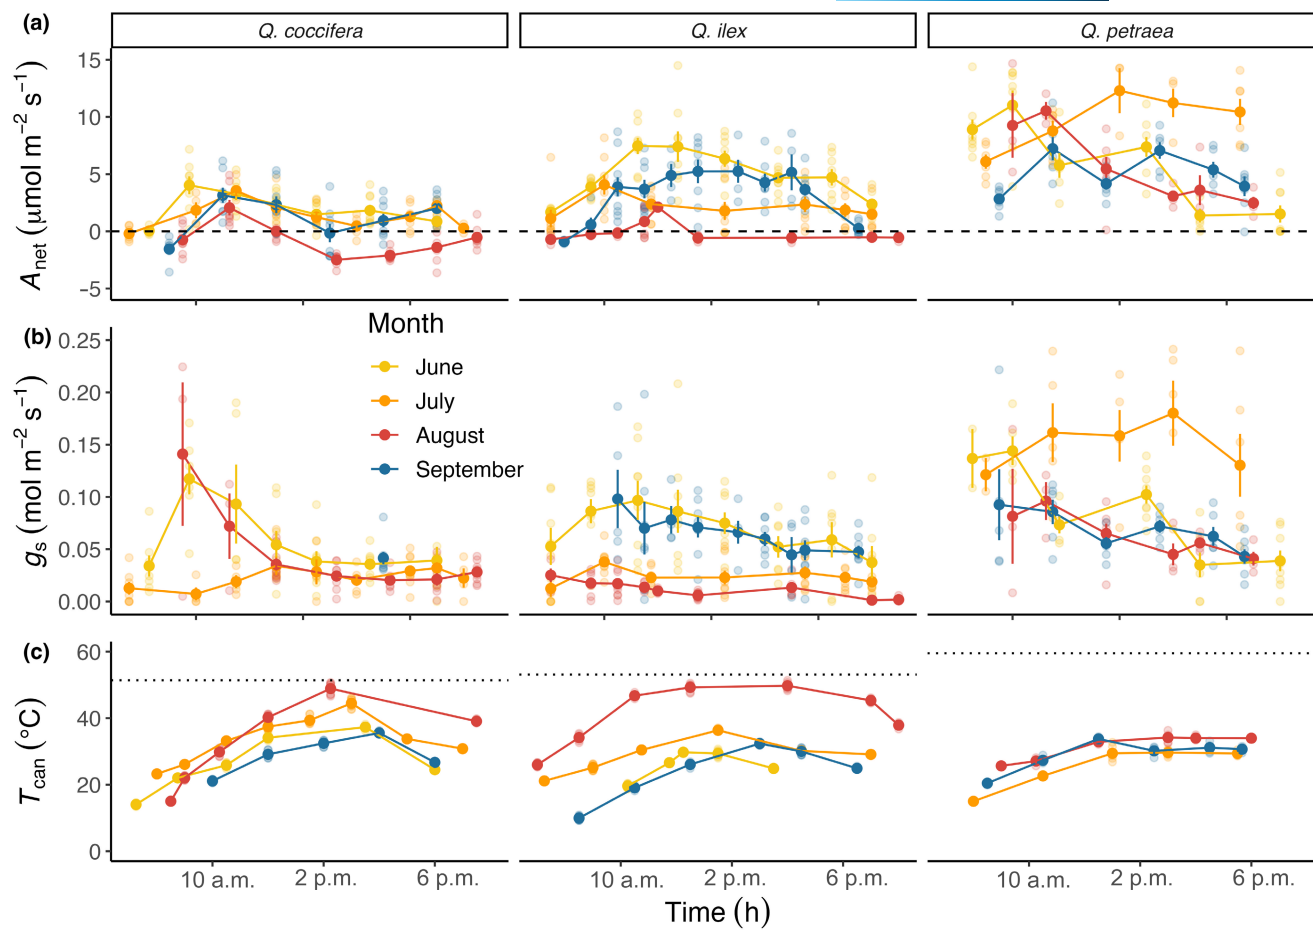 (a)
Q. coccifera
Q. ilex
Q. petraea
15
10
5
0
−5
Anet (μmol m−2 s−1)
(b)
Month
June
July
August
September
0.25
0.20
0.15
0.10
0.05
0.00
gs (mol m−2 s−1)
(c)
60
40
20
0
Tcan (°C)
10 a.m. 2 p.m. 6 p.m. 10 a.m. 2 p.m. 6 p.m. 10 a.m. 2 p.m. 6 p.m.
Time (h)